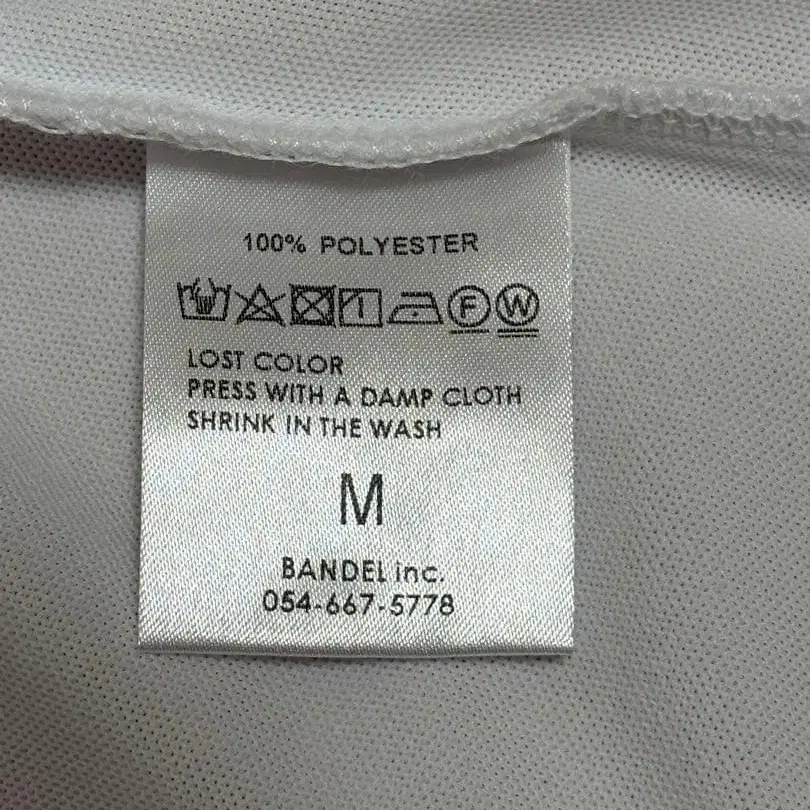 100% POLYESTER
F W
LOST COLOR
PRESS WITH A DAMP CLOTH
SHRINK IN THE WASH
M
BANDEL inc.
054-667-5778